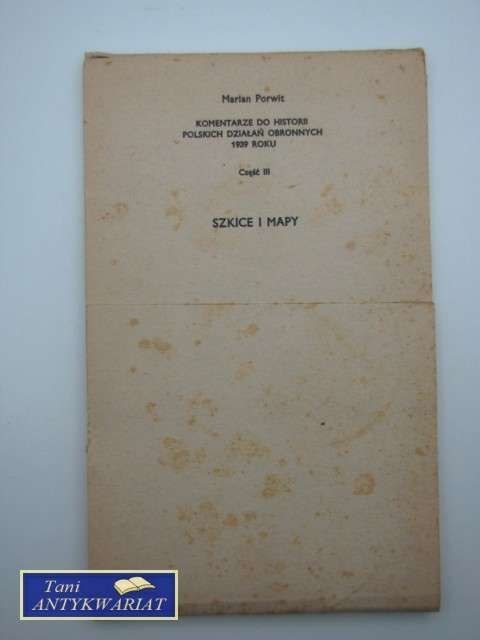 Marian Porwit
KOMENTARZE DO HISTORII
POLSKICH DZIAŁAŃ OBRONNYCH
1939 ROKU
Część III
SZKICE I MAPY
Tani
ANTYKWARIAT